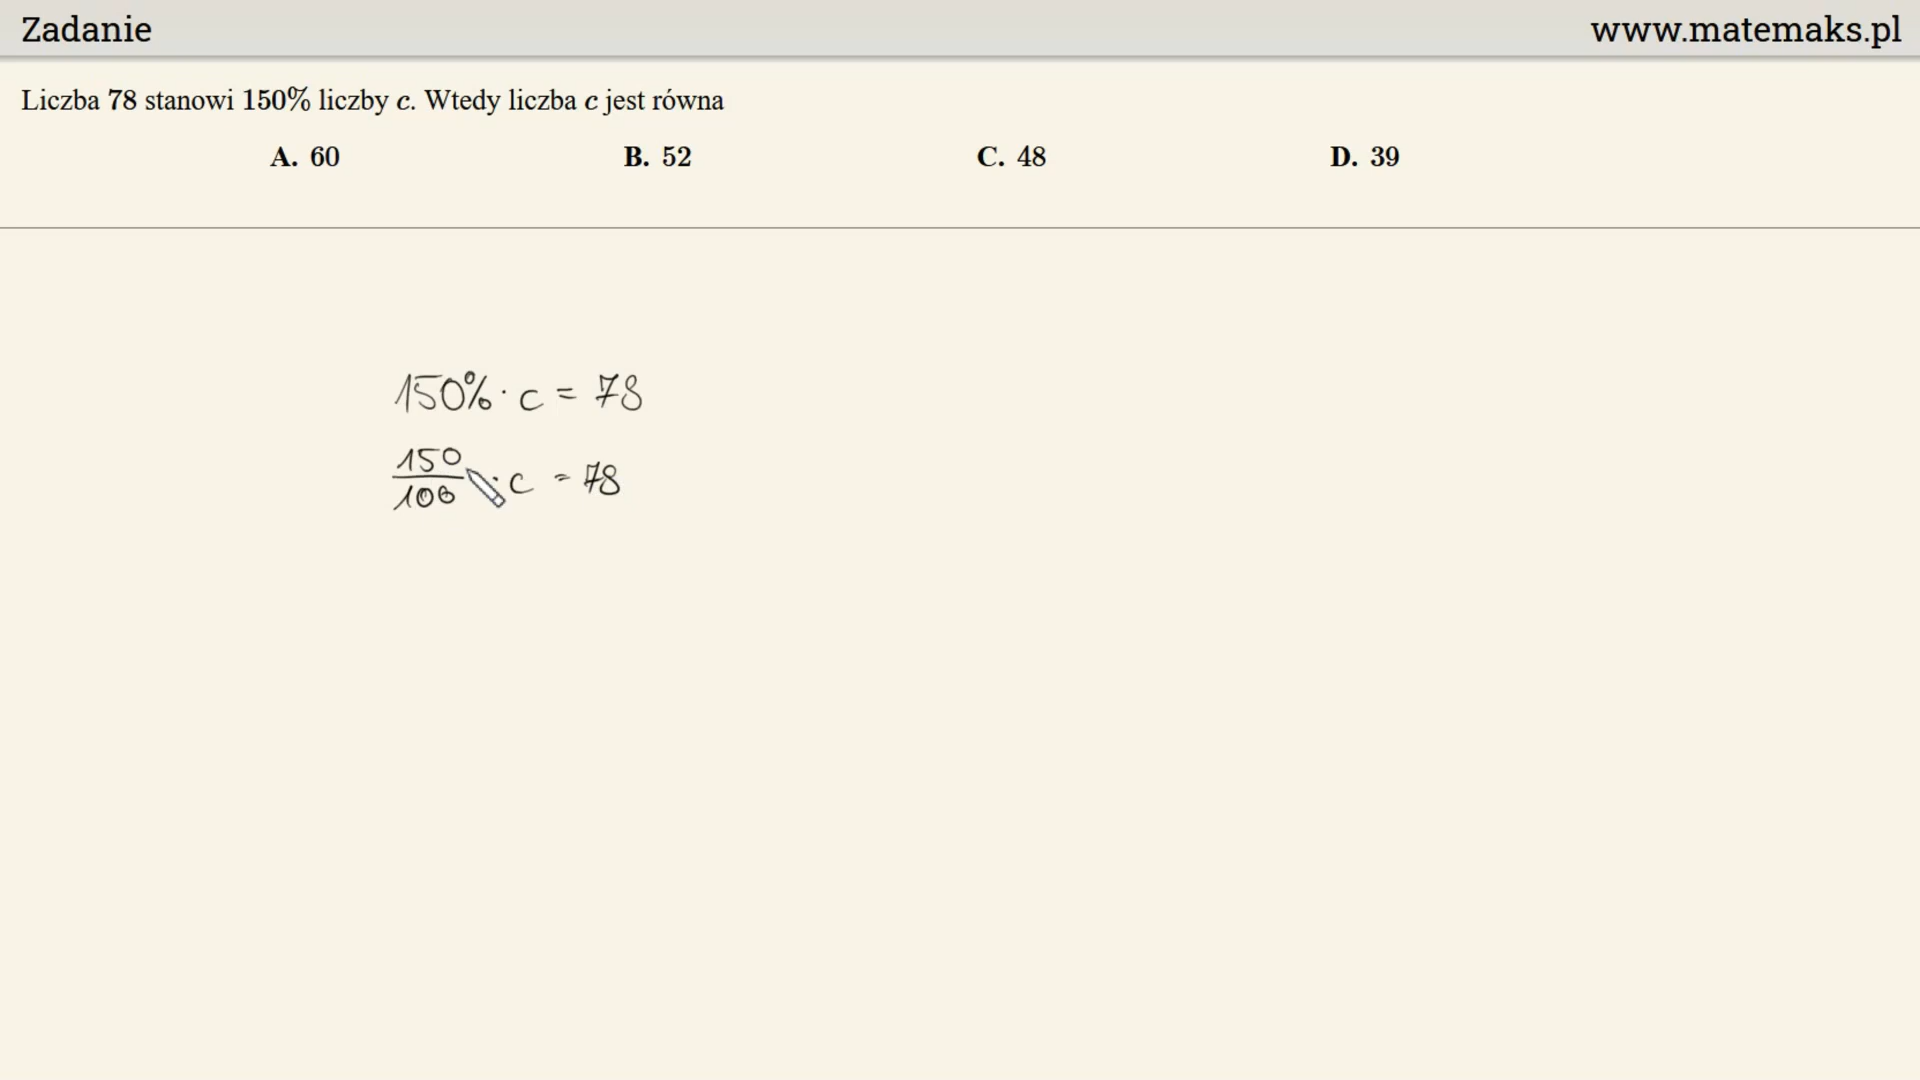 Zadanie www.matemaks.pl
Liczba 78 stanowi 150% liczby c. Wtedy liczba c jest równa
A. 60 B. 52 C. 48 D. 39
150% · c = 78
150/100 · c = 78